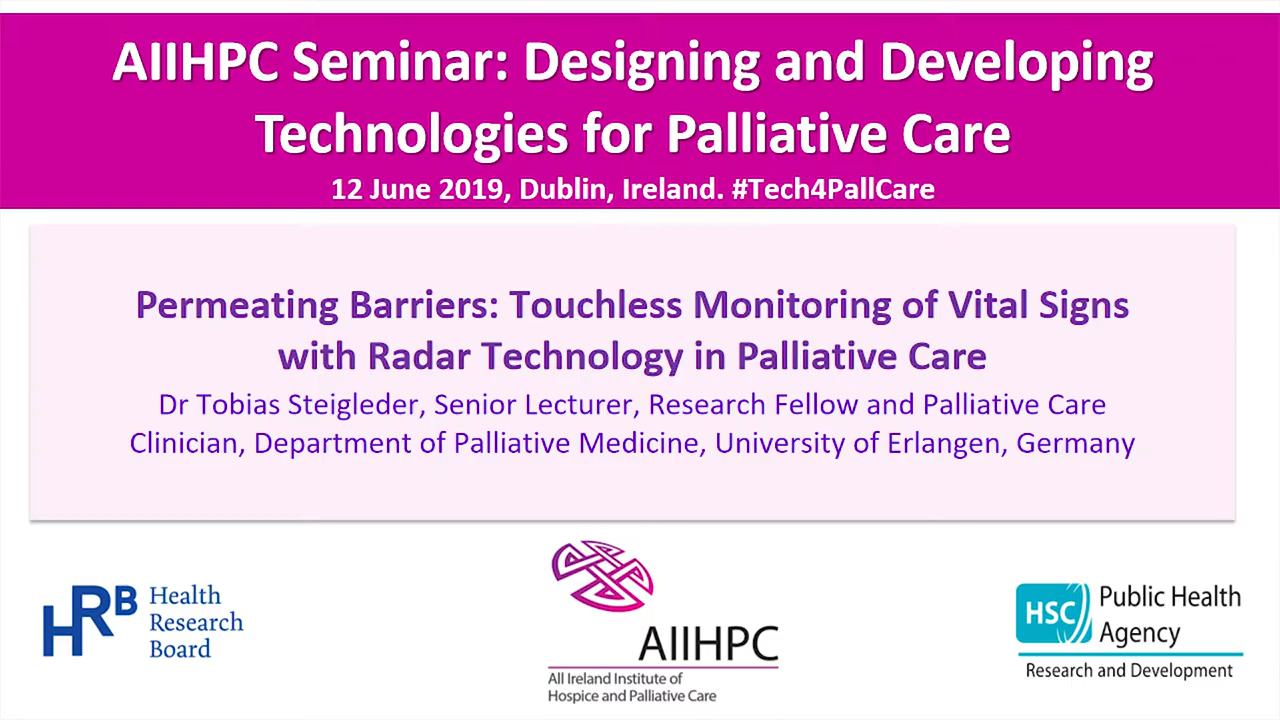 AIIHPC Seminar: Designing and Developing
Technologies for Palliative Care
12 June 2019, Dublin, Ireland. #Tech4PallCare
Permeating Barriers: Touchless Monitoring of Vital Signs
with Radar Technology in Palliative Care
Dr Tobias Steigleder, Senior Lecturer, Research Fellow and Palliative Care
Clinician, Department of Palliative Medicine, University of Erlangen, Germany
HRB
Health
Research
Board
AIIHPC
All Ireland Institute of
Hospice and Palliative Care
HSC
Public Health
Agency
Research and Development